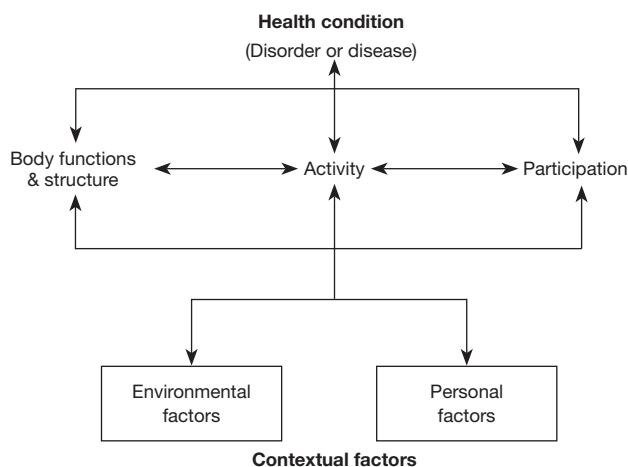 Health condition
(Disorder or disease)
Body functions
& structure
Activity
Participation
Environmental
factors
Personal
factors
Contextual factors